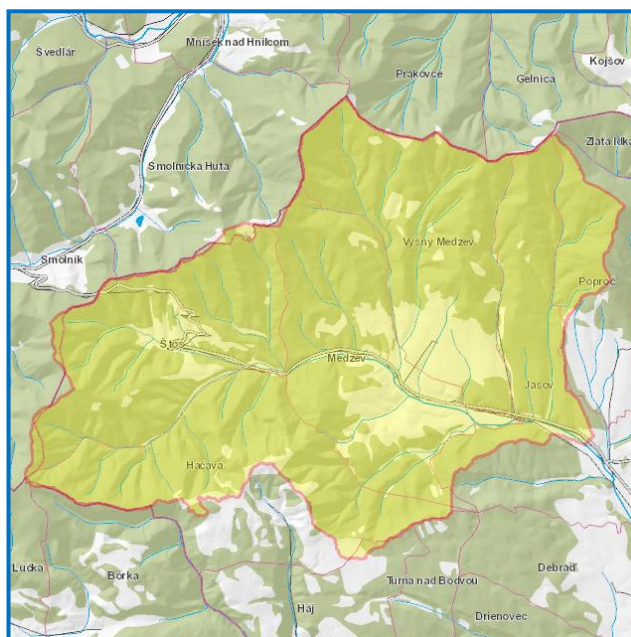 Mníšek nad Hnilcom
Švedlár
Kojšov
Prakovce
Gelnica
Zlatá Idka
Smolnícka Huta
Vyšný Medzev
Smolník
Poproč
Štós
Medzev
Jasov
Hačava
Lúčka
Bôrka
Debraď
Turňa nad Bodvou
Háj
Drienovec